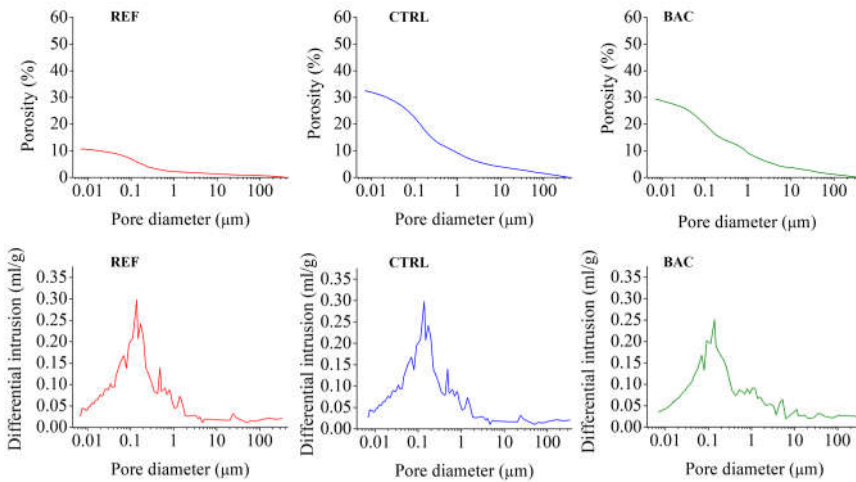 REF
CTRL
BAC
Porosity (%)
60
50
40
30
20
10
0
0.01 0.1 1 10 100
Pore diameter (μm)
Porosity (%)
60
50
40
30
20
10
0
0.01 0.1 1 10 100
Pore diameter (μm)
Porosity (%)
60
50
40
30
20
10
0
0.01 0.1 1 10 100
Pore diameter (μm)
REF
CTRL
BAC
Differential intrusion (ml/g)
0.35
0.30
0.25
0.20
0.15
0.10
0.05
0.00
0.01 0.1 1 10 100
Pore diameter (μm)
Differential intrusion (ml/g)
0.35
0.30
0.25
0.20
0.15
0.10
0.05
0.00
0.01 0.1 1 10 100
Pore diameter (μm)
Differential intrusion (ml/g)
0.35
0.30
0.25
0.20
0.15
0.10
0.05
0.00
0.01 0.1 1 10 100
Pore diameter (μm)